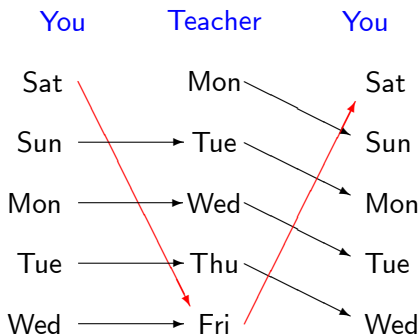 You Teacher You
Sat Mon Sat
Sun Tue Sun
Mon Wed Mon
Tue Thu Tue
Wed Fri Wed